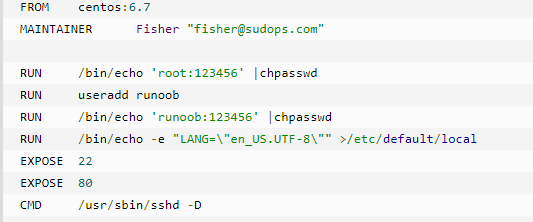 FROM    centos:6.7
MAINTAINER      Fisher "fisher@sudops.com"
RUN     /bin/echo 'root:123456' |chpasswd
RUN     useradd runoob
RUN     /bin/echo 'runoob:123456' |chpasswd
RUN     /bin/echo -e "LANG=\"en_US.UTF-8\"" >/etc/default/local
EXPOSE  22
EXPOSE  80
CMD     /usr/sbin/sshd -D